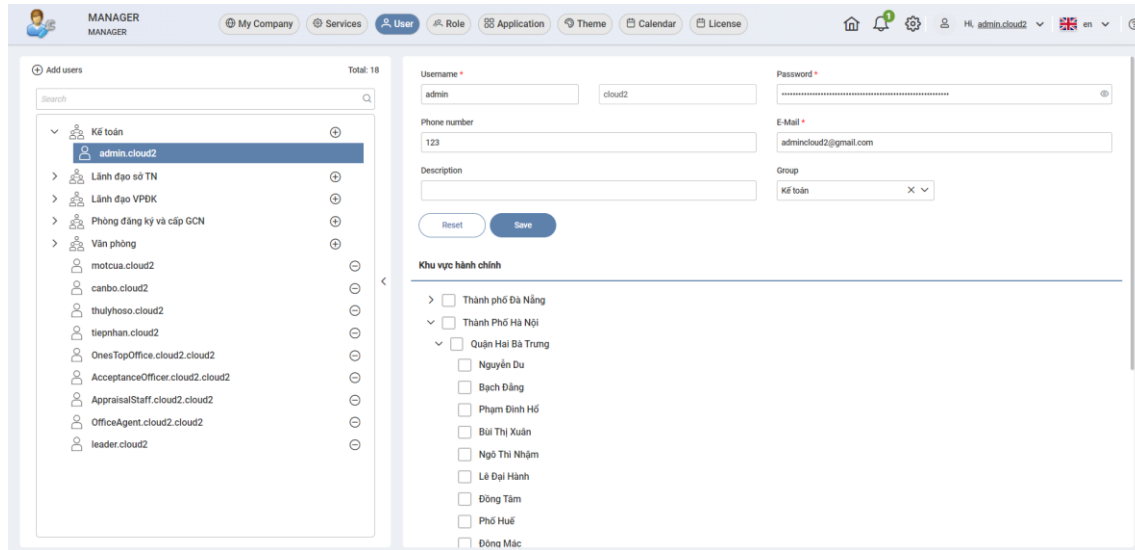 MANAGER
MANAGER
My Company
Services
User
Role
Application
Theme
Calendar
License
1
Hi, admin.cloud2
en
Add users
Total: 18
Search
Kế toán
admin.cloud2
Lãnh đạo sở TN
Lãnh đạo VPĐK
Phòng đăng ký và cấp GCN
Văn phòng
motcua.cloud2
canbo.cloud2
thulyhoso.cloud2
tiepnhan.cloud2
OnesTopOffice.cloud2.cloud2
AcceptanceOfficer.cloud2.cloud2
AppraisalStaff.cloud2.cloud2
OfficeAgent.cloud2.cloud2
leader.cloud2
Username *
Password *
admin
cloud2
Phone number
E-Mail *
123
admincloud2@gmail.com
Description
Group
Kế toán
Reset
Save
Khu vực hành chính
Thành phố Đà Nẵng
Thành Phố Hà Nội
Quận Hai Bà Trưng
Nguyễn Du
Bạch Đằng
Phạm Đình Hổ
Bùi Thị Xuân
Ngô Thì Nhậm
Lê Đại Hành
Đồng Tâm
Phố Huế
Đông Mác